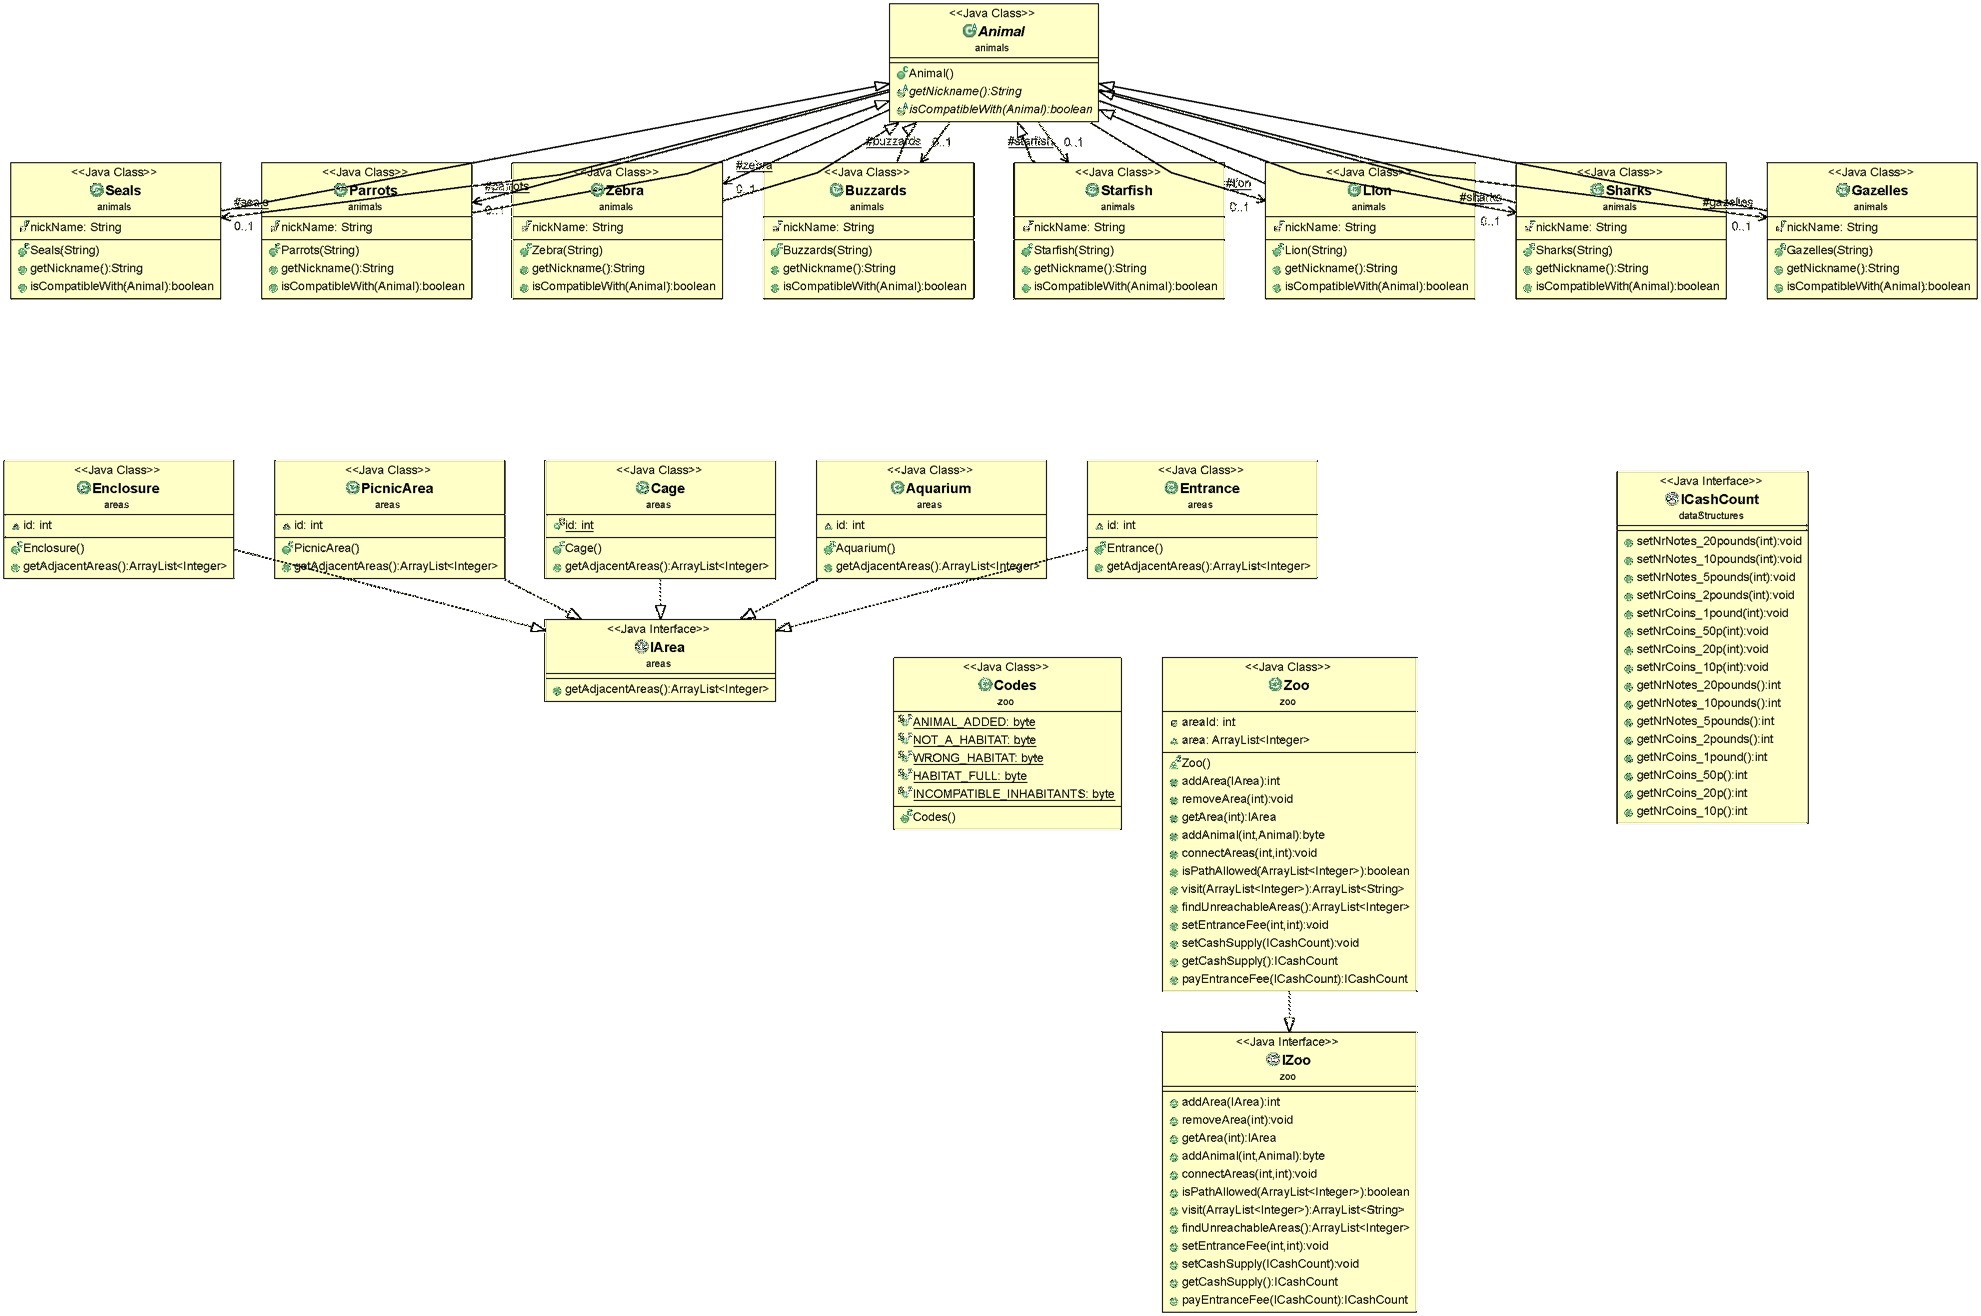 <<Java Class>>
Animal
animals
Animal()
getNickname():String
isCompatibleWith(Animal):boolean
#seals
0..1
#parrots
0..1
#zebra
0..1
#buzzards
0..1
#starfish
0..1
#lion
0..1
#sharks
0..1
#gazelles
0..1
<<Java Class>>
Seals
animals
nickName: String
Seals(String)
getNickname():String
isCompatibleWith(Animal):boolean
<<Java Class>>
Parrots
animals
nickName: String
Parrots(String)
getNickname():String
isCompatibleWith(Animal):boolean
<<Java Class>>
Zebra
animals
nickName: String
Zebra(String)
getNickname():String
isCompatibleWith(Animal):boolean
<<Java Class>>
Buzzards
animals
nickName: String
Buzzards(String)
getNickname():String
isCompatibleWith(Animal):boolean
<<Java Class>>
Starfish
animals
nickName: String
Starfish(String)
getNickname():String
isCompatibleWith(Animal):boolean
<<Java Class>>
Lion
animals
nickName: String
Lion(String)
getNickname():String
isCompatibleWith(Animal):boolean
<<Java Class>>
Sharks
animals
nickName: String
Sharks(String)
getNickname():String
isCompatibleWith(Animal):boolean
<<Java Class>>
Gazelles
animals
nickName: String
Gazelles(String)
getNickname():String
isCompatibleWith(Animal):boolean
<<Java Class>>
Enclosure
areas
id: int
Enclosure()
getAdjacentAreas():ArrayList<Integer>
<<Java Class>>
PicnicArea
areas
id: int
PicnicArea()
getAdjacentAreas():ArrayList<Integer>
<<Java Class>>
Cage
areas
id: int
Cage()
getAdjacentAreas():ArrayList<Integer>
<<Java Class>>
Aquarium
areas
id: int
Aquarium()
getAdjacentAreas():ArrayList<Integer>
<<Java Class>>
Entrance
areas
id: int
Entrance()
getAdjacentAreas():ArrayList<Integer>
<<Java Interface>>
ICashCount
dataStructures
setNrNotes_20pounds(int):void
setNrNotes_10pounds(int):void
setNrNotes_5pounds(int):void
setNrCoins_2pounds(int):void
setNrCoins_1pound(int):void
setNrCoins_50p(int):void
setNrCoins_20p(int):void
setNrCoins_10p(int):void
getNrNotes_20pounds():int
getNrNotes_10pounds():int
getNrNotes_5pounds():int
getNrCoins_2pounds():int
getNrCoins_1pound():int
getNrCoins_50p():int
getNrCoins_20p():int
getNrCoins_10p():int
<<Java Interface>>
IArea
areas
getAdjacentAreas():ArrayList<Integer>
<<Java Class>>
Codes
zoo
ANIMAL_ADDED: byte
NOT_A_HABITAT: byte
WRONG_HABITAT: byte
HABITAT_FULL: byte
INCOMPATIBLE_INHABITANTS: byte
Codes()
<<Java Class>>
Zoo
zoo
areaId: int
area: ArrayList<Integer>
Zoo()
addArea(IArea):int
removeArea(int):void
getArea(int):IArea
addAnimal(int,Animal):byte
connectAreas(int,int):void
isPathAllowed(ArrayList<Integer>):boolean
visit(ArrayList<Integer>):ArrayList<String>
findUnreachableAreas():ArrayList<Integer>
setEntranceFee(int,int):void
setCashSupply(ICashCount):void
getCashSupply():ICashCount
payEntranceFee(ICashCount):ICashCount
<<Java Interface>>
IZoo
zoo
addArea(IArea):int
removeArea(int):void
getArea(int):IArea
addAnimal(int,Animal):byte
connectAreas(int,int):void
isPathAllowed(ArrayList<Integer>):boolean
visit(ArrayList<Integer>):ArrayList<String>
findUnreachableAreas():ArrayList<Integer>
setEntranceFee(int,int):void
setCashSupply(ICashCount):void
getCashSupply():ICashCount
payEntranceFee(ICashCount):ICashCount